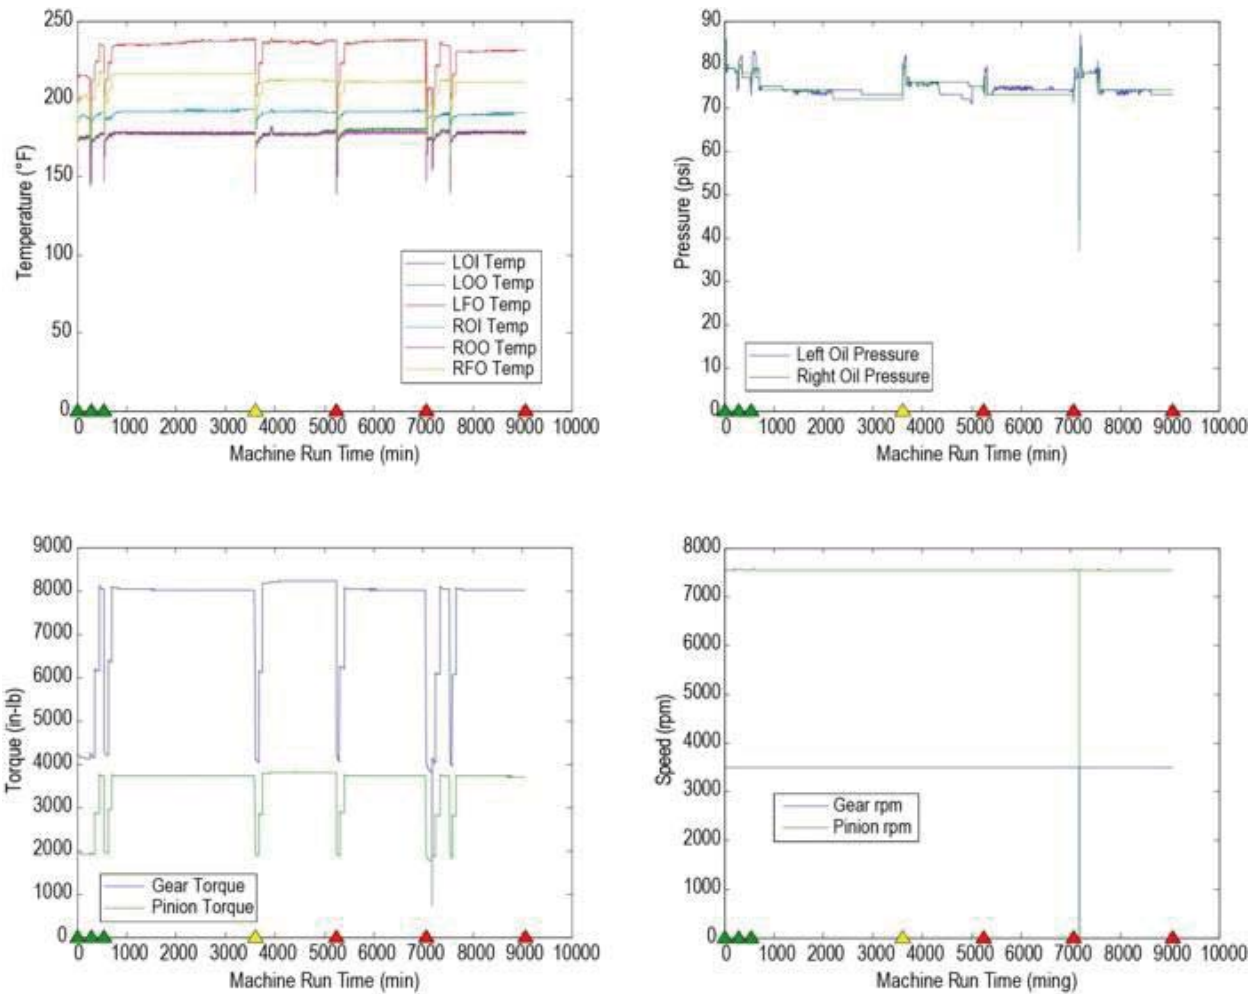 250
200
150
100
50
0
Temperature (°F)
LOI Temp
LOO Temp
LFO Temp
ROI Temp
ROO Temp
RFO Temp
0 1000 2000 3000 4000 5000 6000 7000 8000 9000 10000
Machine Run Time (min)
90
80
70
60
50
40
30
20
10
0
Pressure (psi)
Left Oil Pressure
Right Oil Pressure
0 1000 2000 3000 4000 5000 6000 7000 8000 9000 10000
Machine Run Time (min)
9000
8000
7000
6000
5000
4000
3000
2000
1000
0
Torque (in-lb)
Gear Torque
Pinion Torque
0 1000 2000 3000 4000 5000 6000 7000 8000 9000 10000
Machine Run Time (min)
8000
7000
6000
5000
4000
3000
2000
1000
0
Speed (rpm)
Gear rpm
Pinion rpm
0 1000 2000 3000 4000 5000 6000 7000 8000 9000 10000
Machine Run Time (ming)